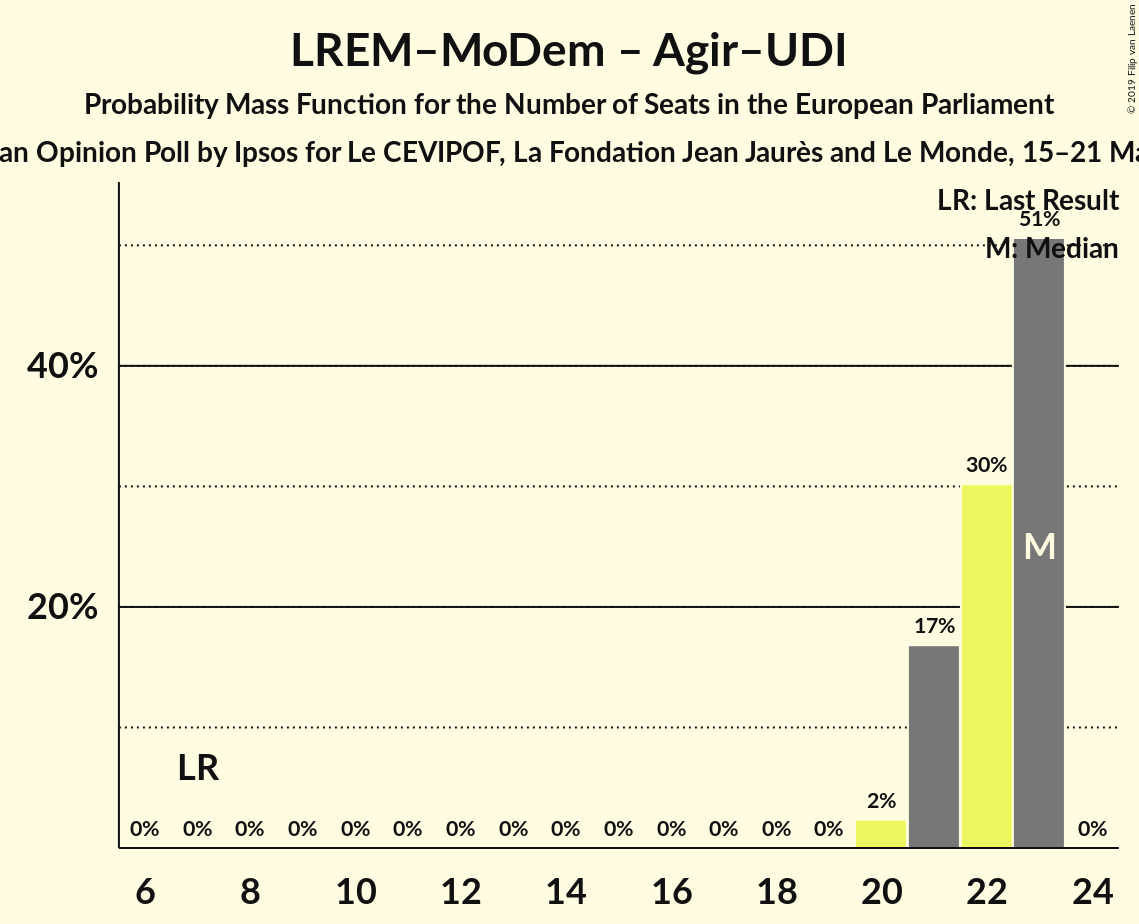 LREM–MoDem – Agir–UDI
Probability Mass Function for the Number of Seats in the European Parliament
an Opinion Poll by Ipsos for Le CEVIPOF, La Fondation Jean Jaurès and Le Monde, 15–21
© 2019 Filip van Laenen
LR: Last Result
M: Median
51%
40%
30%
M
20%
17%
LR
2%
0% 0% 0% 0% 0% 0% 0% 0% 0% 0% 0% 0% 0% 0% 0%
6 8 10 12 14 16 18 20 22 24